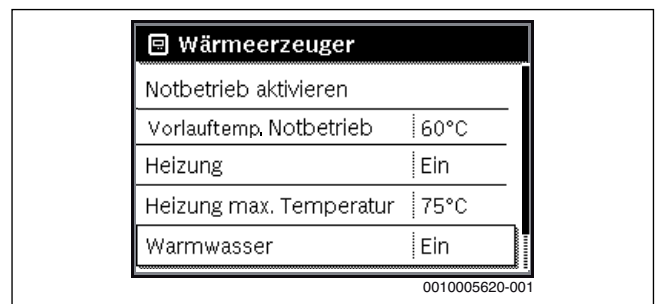 Wärmeerzeuger
Notbetrieb aktivieren
Vorlauftemp. Notbetrieb 60°C
Heizung Ein
Heizung max. Temperatur 75°C
Warmwasser Ein
0010005620-001